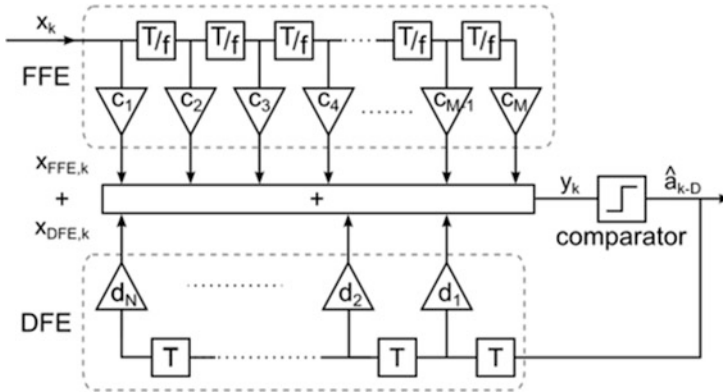 x_k
T/f T/f T/f T/f T/f
FFE
c_1 c_2 c_3 c_4 c_M-1 c_M
x_FFE,k
+
+
y_k
â_k-D
comparator
x_DFE,k
d_N d_2 d_1
DFE
T T T